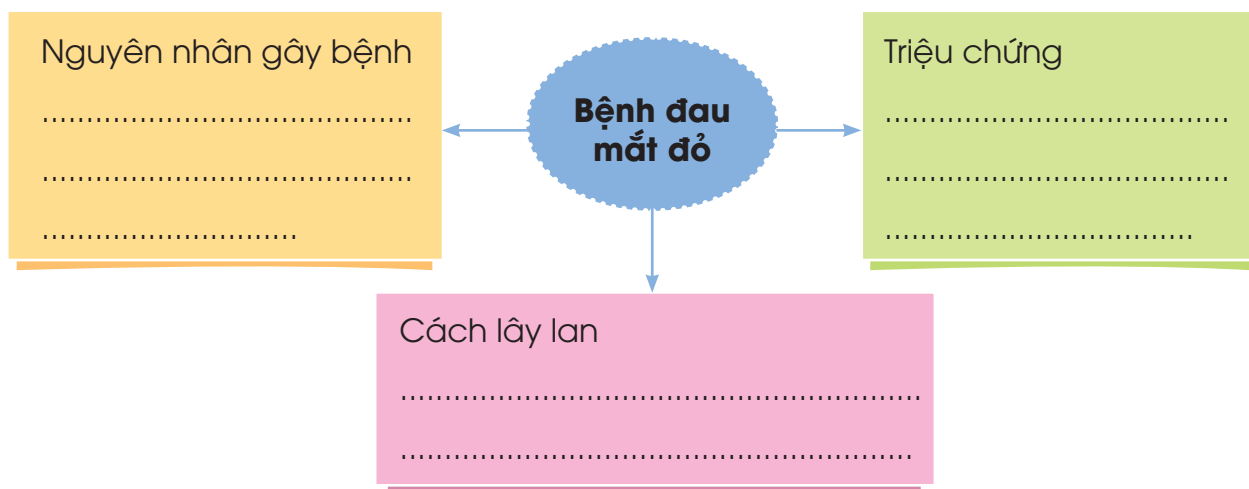 Nguyên nhân gây bệnh
..........................................
..........................................
.............................
Bệnh đau
mắt đỏ
Triệu chứng
.......................................
.......................................
...................................
Cách lây lan
...........................................................
..........................................................